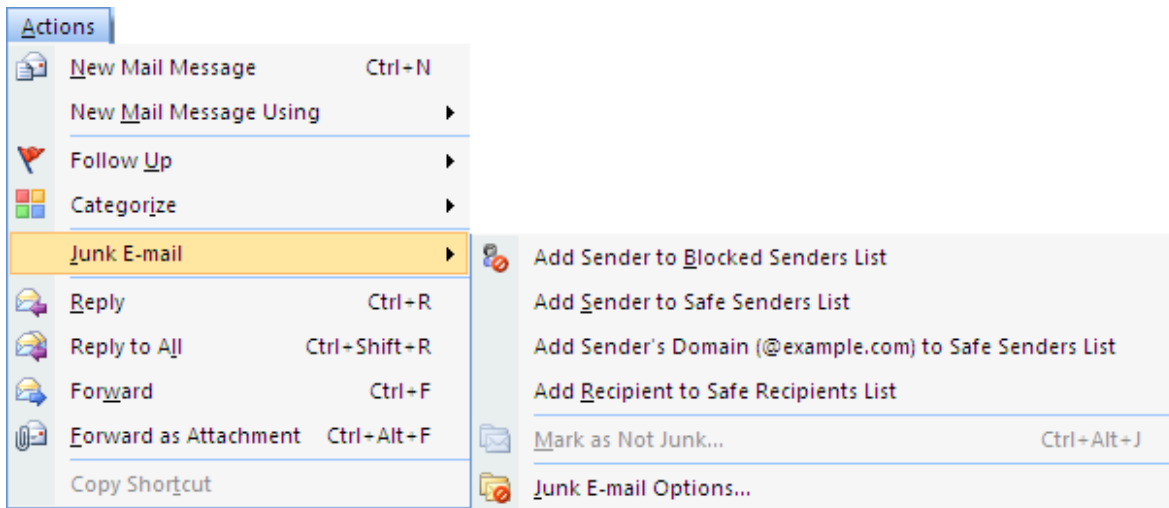 Actions
New Mail Message Ctrl+N
New Mail Message Using
Follow Up
Categorize
Junk E-mail
Reply Ctrl+R
Reply to All Ctrl+Shift+R
Forward Ctrl+F
Forward as Attachment Ctrl+Alt+F
Copy Shortcut
Add Sender to Blocked Senders List
Add Sender to Safe Senders List
Add Sender's Domain (@example.com) to Safe Senders List
Add Recipient to Safe Recipients List
Mark as Not Junk... Ctrl+Alt+J
Junk E-mail Options...